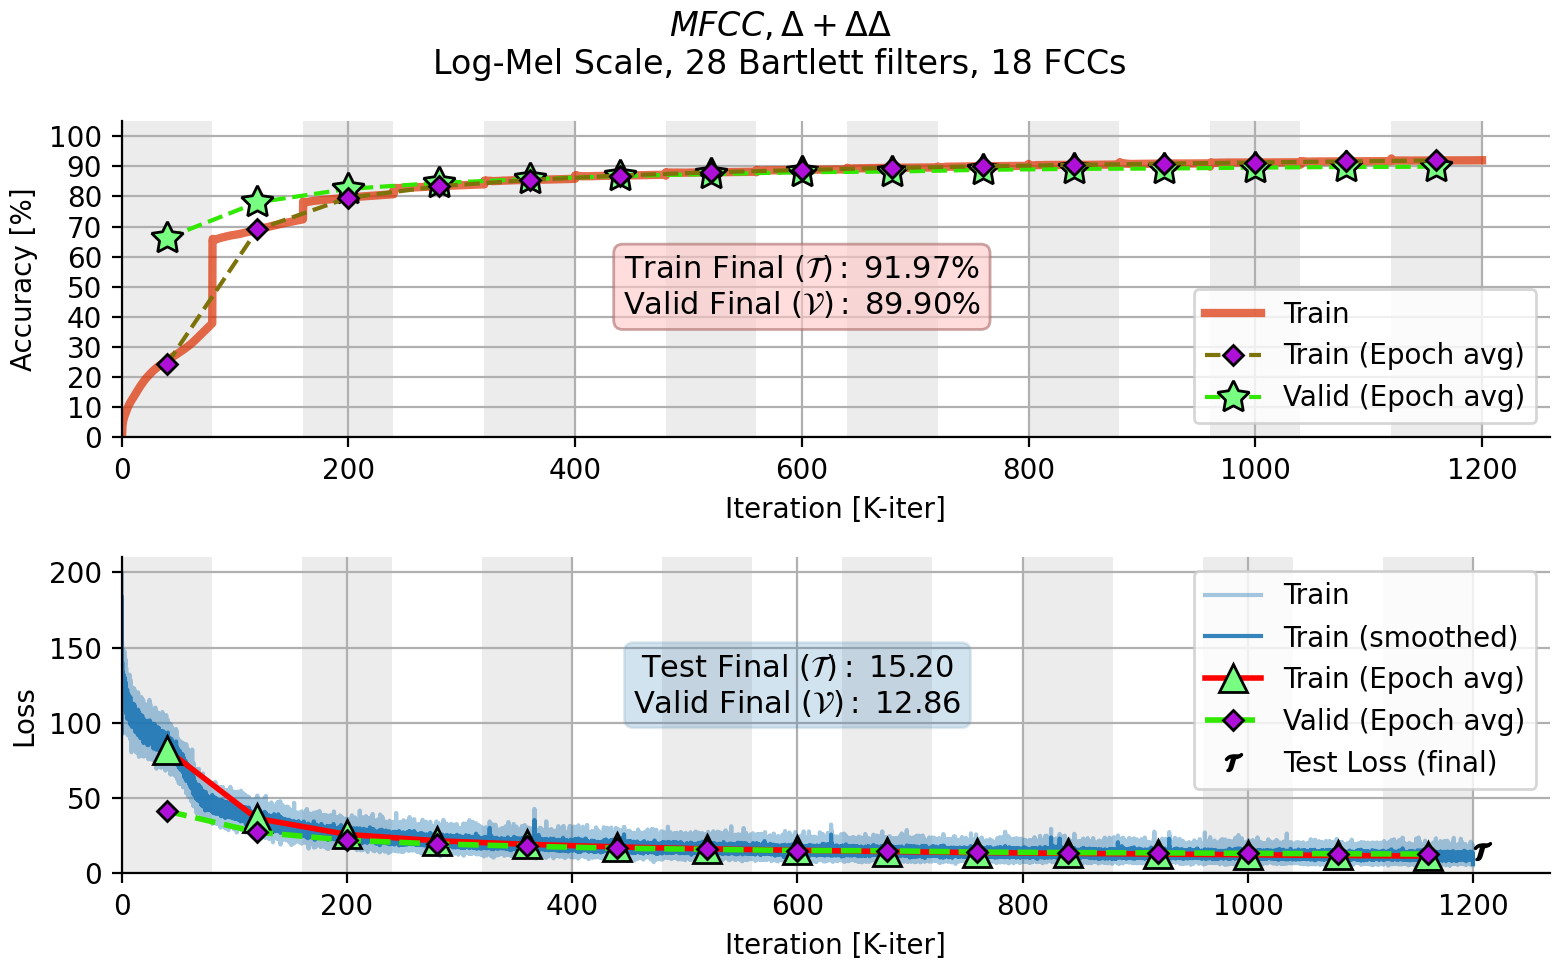 MFCC, Δ + ΔΔ
Log-Mel Scale, 28 Bartlett filters, 18 FCCs
100
90
80
70
60
50
40
30
20
10
0
Accuracy [%]
Train Final (𝒯): 91.97%
Valid Final (𝒱): 89.90%
Train
Train (Epoch avg)
Valid (Epoch avg)
0 200 400 600 800 1000 1200
Iteration [K-iter]
200
150
100
50
0
Loss
Test Final (𝒯): 15.20
Valid Final (𝒱): 12.86
Train
Train (smoothed)
Train (Epoch avg)
Valid (Epoch avg)
𝒯 Test Loss (final)
𝒯
0 200 400 600 800 1000 1200
Iteration [K-iter]